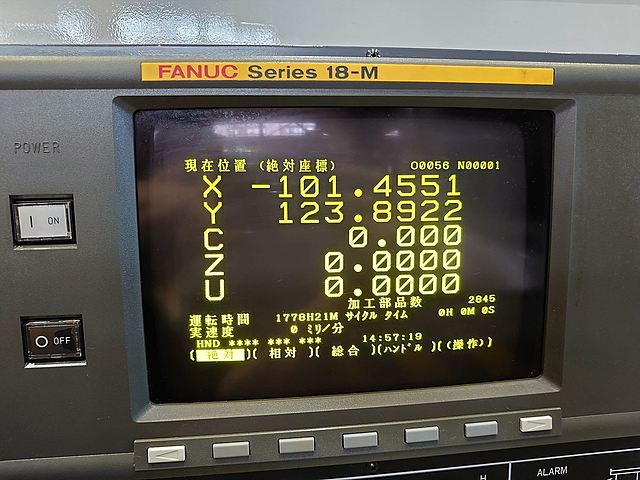 FANUC Series 18-M
POWER
I ON
O OFF
現在位置 (絶対座標) O0056 N00001
X -101.4551
Y 123.8922
C 0.000
Z 0.0000
U 0.0000
加工部品数 2845
運転時間 1778H21M サイクル タイム 0H 0M 0S
実速度 0 ミリ/分
HND **** *** *** 14:57:19
( 絶対 )( 相対 )( 総合 )(ハンドル )( (操作) )
H ALARM